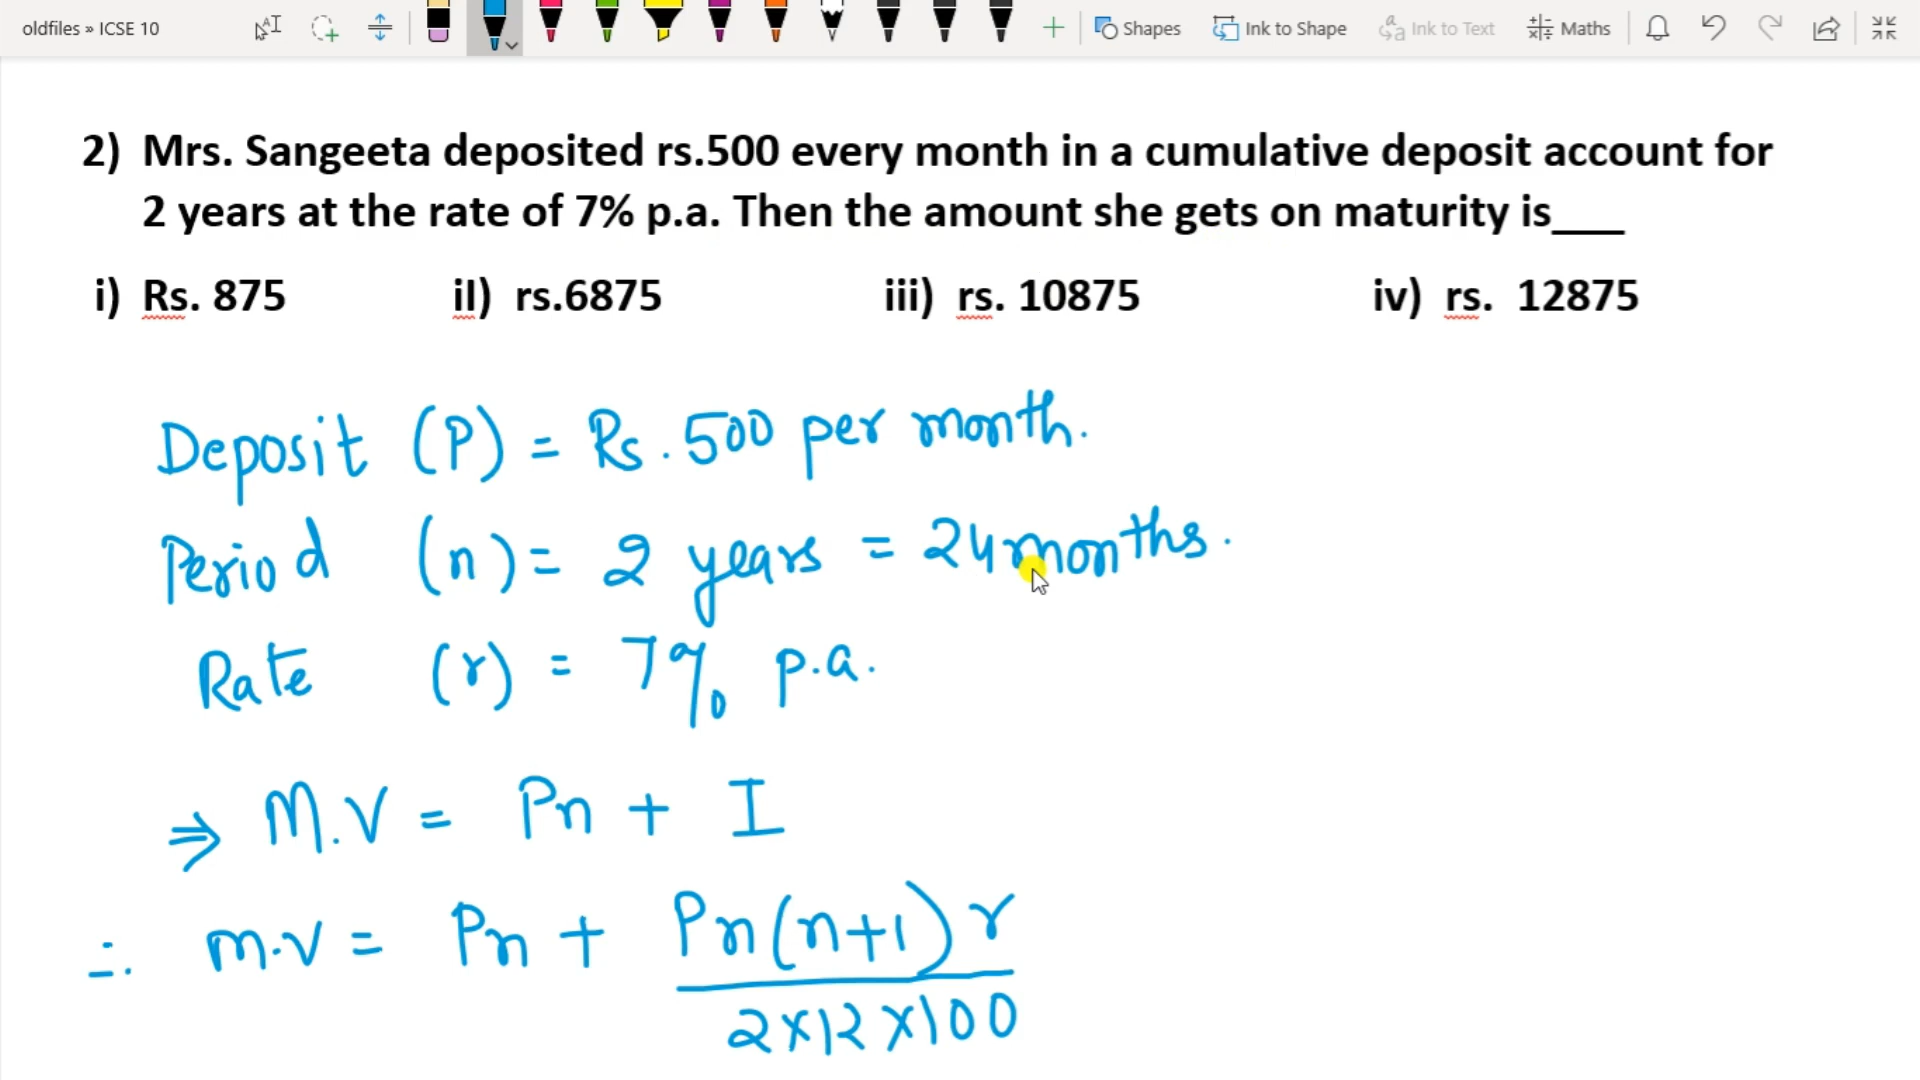 oldfiles » ICSE 10
Shapes Ink to Shape Ink to Text Maths
2) Mrs. Sangeeta deposited rs.500 every month in a cumulative deposit account for
2 years at the rate of 7% p.a. Then the amount she gets on maturity is___
i) Rs. 875 iI) rs.6875 iii) rs. 10875 iv) rs. 12875
Deposit (P) = Rs. 500 per month.
Period (n) = 2 years = 24 months.
Rate (r) = 7% p.a.
⇒ M.V = Pn + I
∴ m.v = Pn + Pn(n+1)r
2×12×100